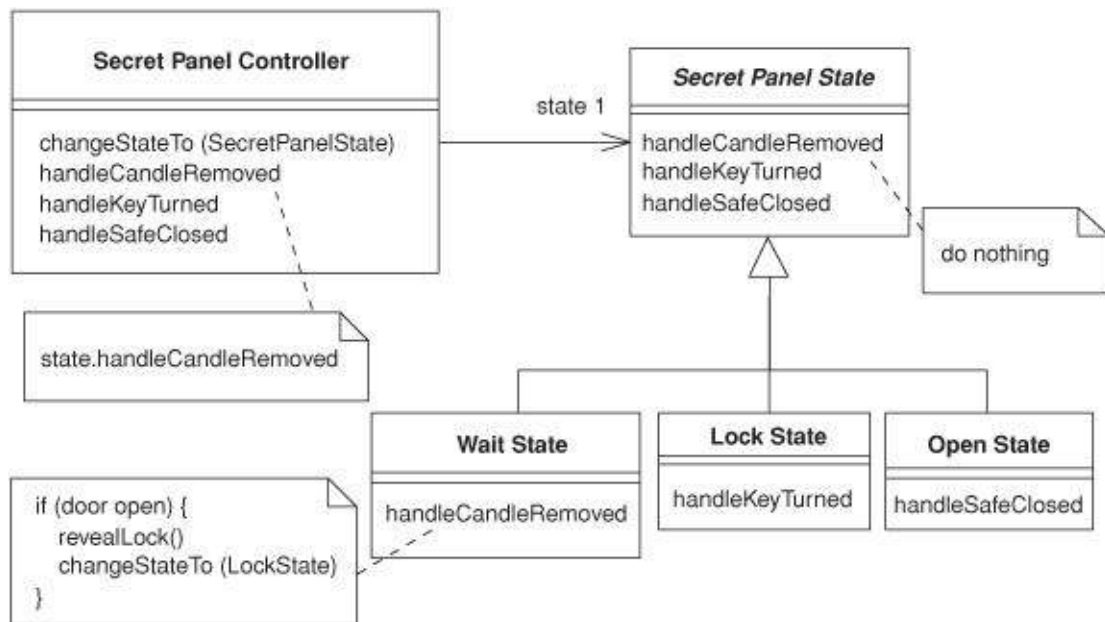 Secret Panel Controller
changeStateTo (SecretPanelState)
handleCandleRemoved
handleKeyTurned
handleSafeClosed
state 1
Secret Panel State
handleCandleRemoved
handleKeyTurned
handleSafeClosed
do nothing
state.handleCandleRemoved
Wait State
handleCandleRemoved
Lock State
handleKeyTurned
Open State
handleSafeClosed
if (door open) {
revealLock()
changeStateTo (LockState)
}